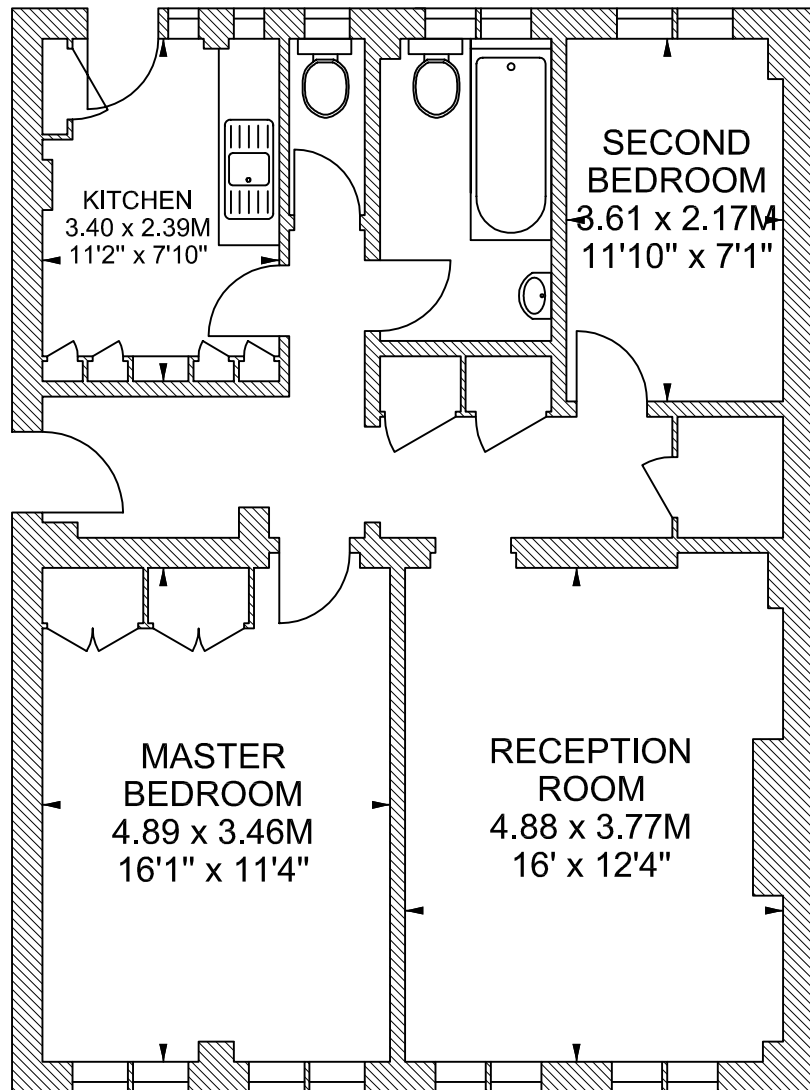 KITCHEN
3.40 x 2.39M
11'2" x 7'10"
SECOND
BEDROOM
3.61 x 2.17M
11'10" x 7'1"
MASTER
BEDROOM
4.89 x 3.46M
16'1" x 11'4"
RECEPTION
ROOM
4.88 x 3.77M
16' x 12'4"